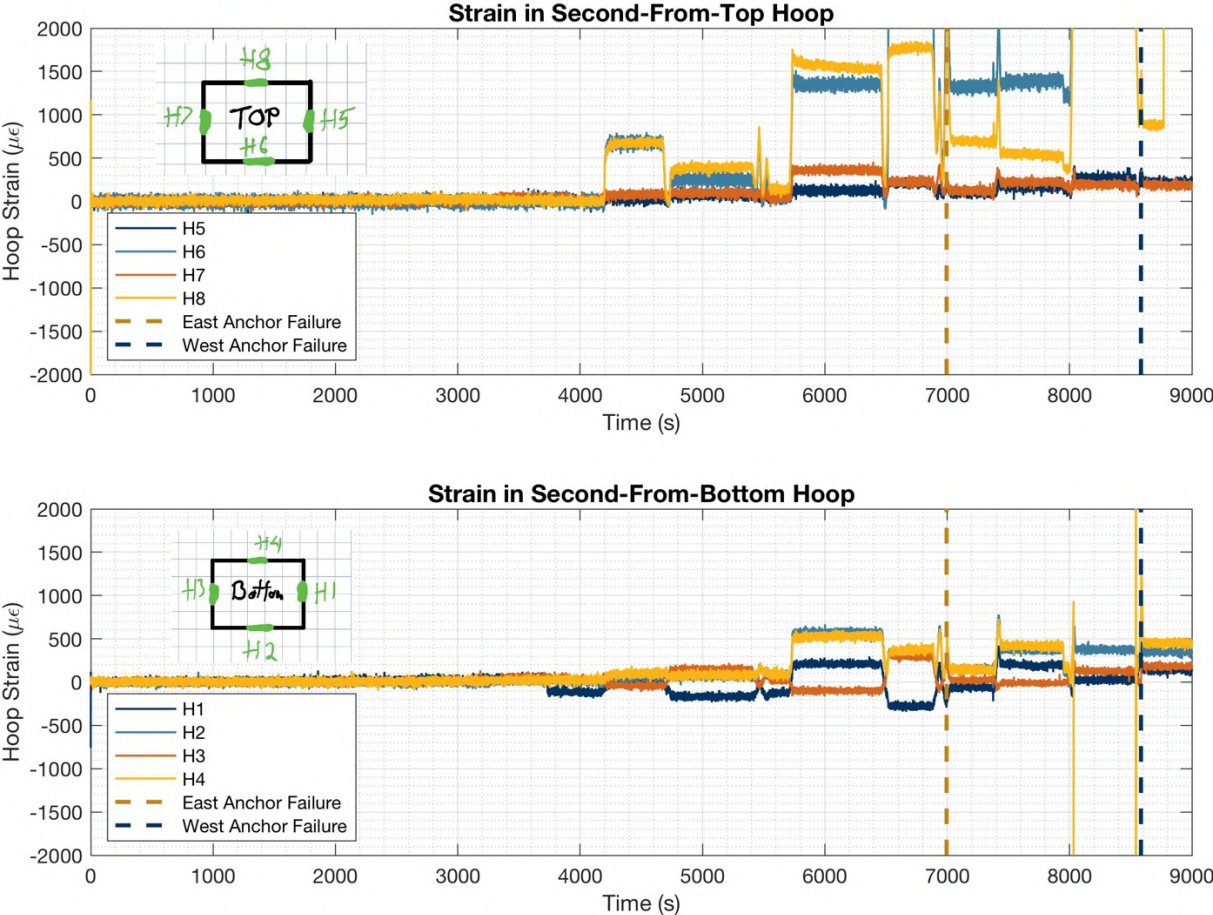 Strain in Second-From-Top Hoop
Hoop Strain (με)
2000
1500
1000
500
0
-500
-1000
-1500
-2000
H8
H7 TOP H5
H6
H5
H6
H7
H8
East Anchor Failure
West Anchor Failure
0 1000 2000 3000 4000 5000 6000 7000 8000 9000
Time (s)
Strain in Second-From-Bottom Hoop
Hoop Strain (με)
2000
1500
1000
500
0
-500
-1000
-1500
-2000
H4
H3 Bottom H1
H2
H1
H2
H3
H4
East Anchor Failure
West Anchor Failure
0 1000 2000 3000 4000 5000 6000 7000 8000 9000
Time (s)